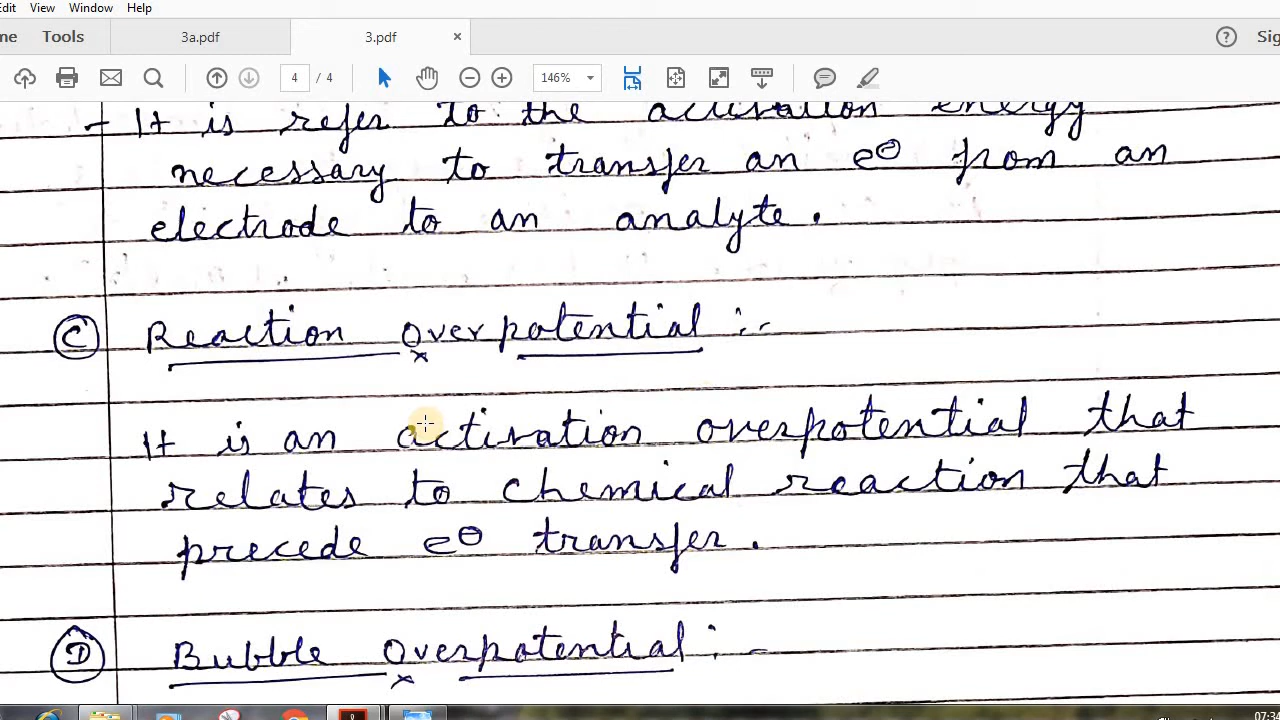 Edit View Window Help
me Tools 3a.pdf 3.pdf × ? Sig
4 / 4 146%
- It is refer to the activation energy
necessary to transfer an e⊖ from an
electrode to an analyte.
C Reaction Overpotential :-
It is an activation overpotential that
relates to chemical reaction that
precede e⊖ transfer.
D Bubble Overpotential :-